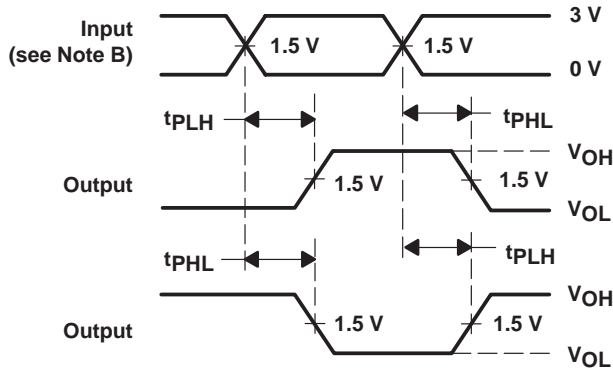 3 V
Input
(see Note B)
1.5 V
1.5 V
0 V
tPLH
tPHL
VOH
Output
1.5 V
1.5 V
VOL
tPHL
tPLH
VOH
Output
1.5 V
1.5 V
VOL